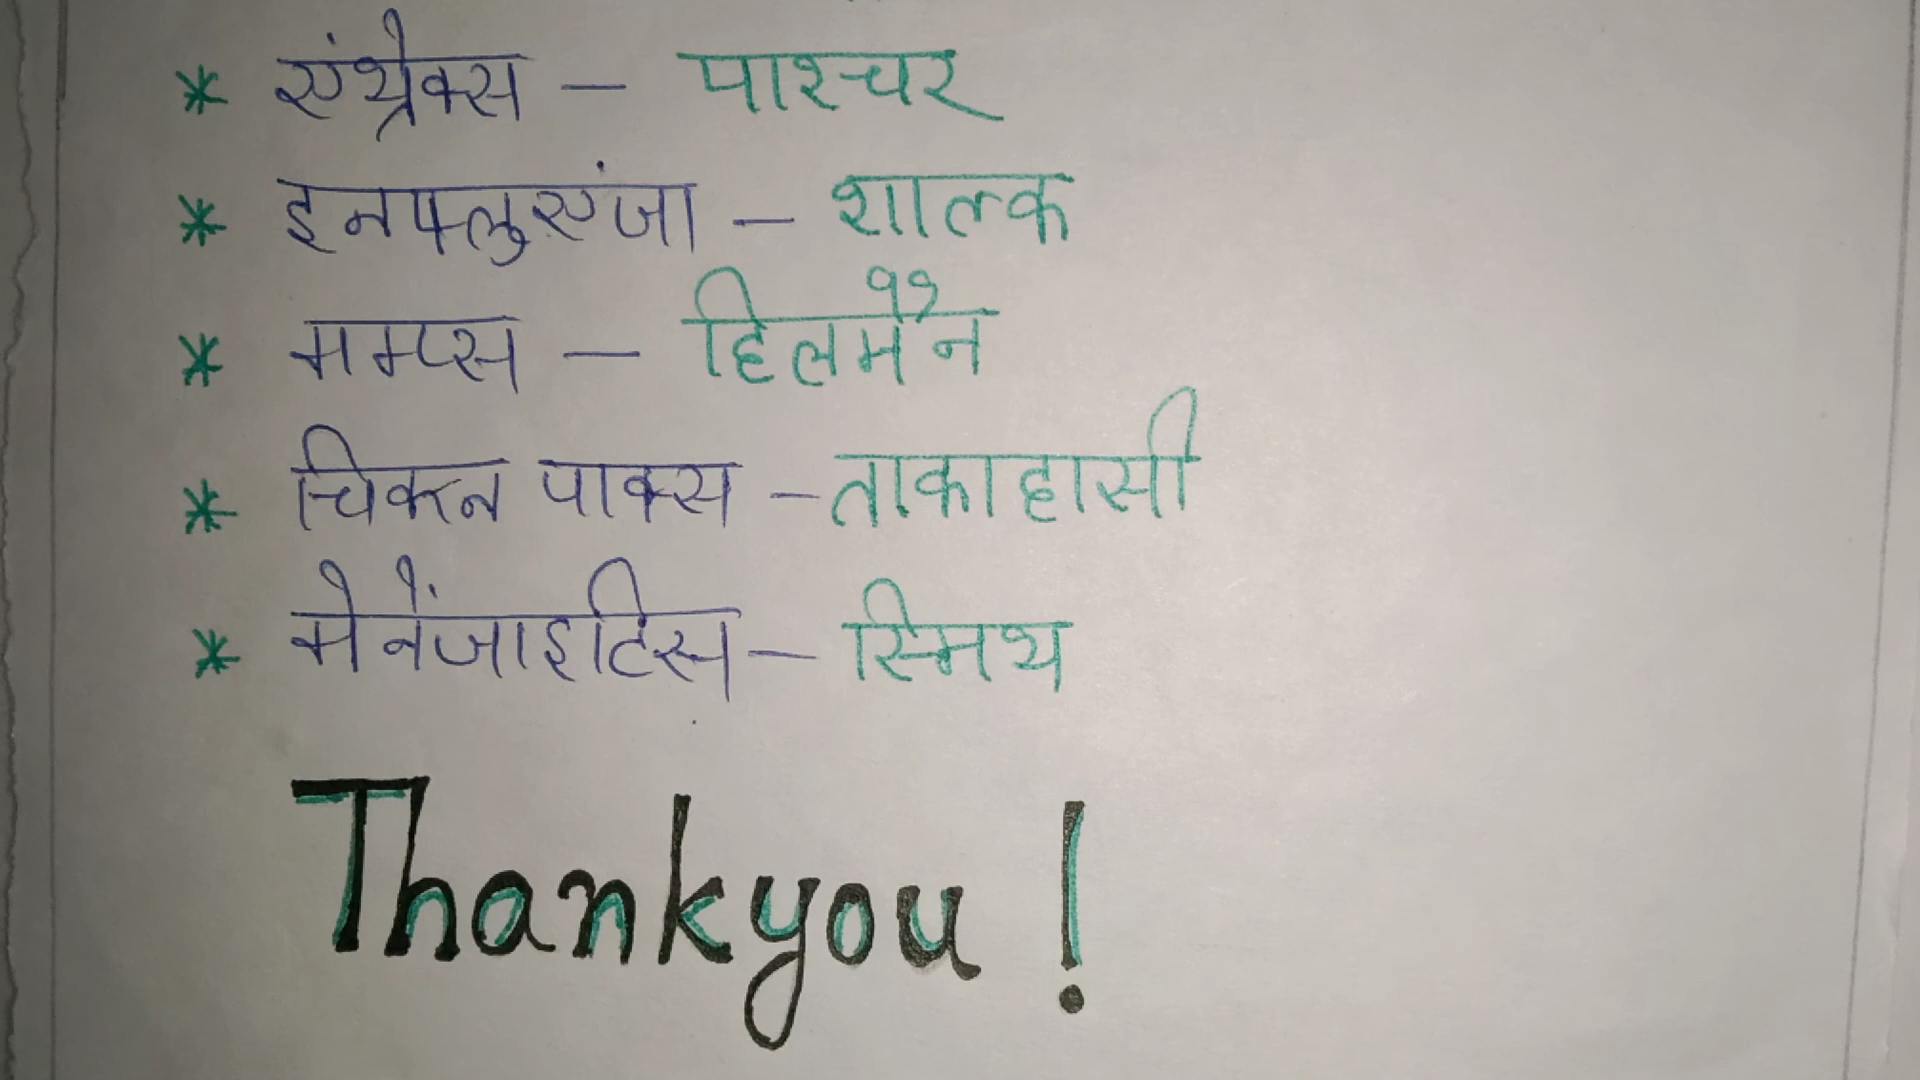 * एंथ्रेक्स – पाश्चर
* इनफ्लुएंजा – शाल्क
* मम्प्स – हिलमैन
* चिकन पाक्स – ताकाहासी
* मेनेंजाइटिस – स्मिथ
Thankyou !